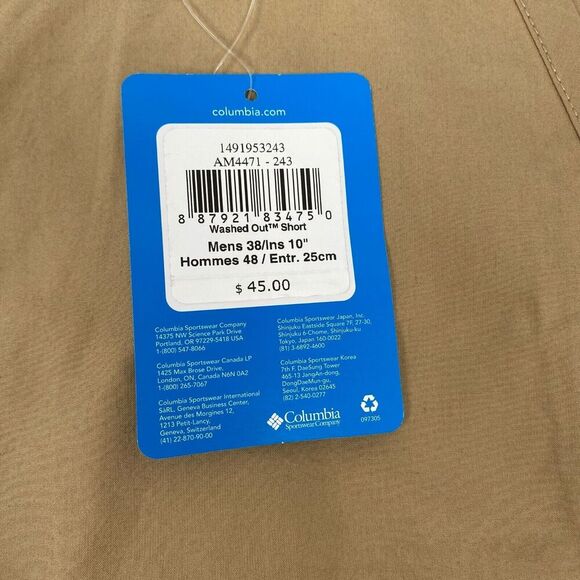 columbia.com
1491953243
AM4471 - 243
8 87921 83475 0
Washed Out™ Short
Mens 38/Ins 10"
Hommes 48 / Entr. 25cm
$ 45.00
Columbia Sportswear Company
14375 NW Science Park Drive
Portland, OR 97229-5418 USA
1-(800) 547-8066
Columbia Sportswear Canada LP
1425 Max Brose Drive,
London, ON, Canada N6N 0A2
1-(800) 265-7067
Columbia Sportswear International
SàRL, Geneva Business Center,
Avenue des Morgines 12,
1213 Petit-Lancy,
Geneva, Switzerland
(41) 22-870-90-00
Columbia Sportswear Japan, Inc.
Shinjuku Eastside Square 7F, 27-30,
Shinjuku 6-Chome, Shinjuku-ku
Tokyo, Japan 160-0022
(81) 3-6892-4600
Columbia Sportswear Korea
7th F, DaeSung Tower
465-13 JangAn-dong,
DongDaeMun-gu,
Seoul, Korea 02645
(82) 2-540-0277
Columbia
Sportswear Company
097305